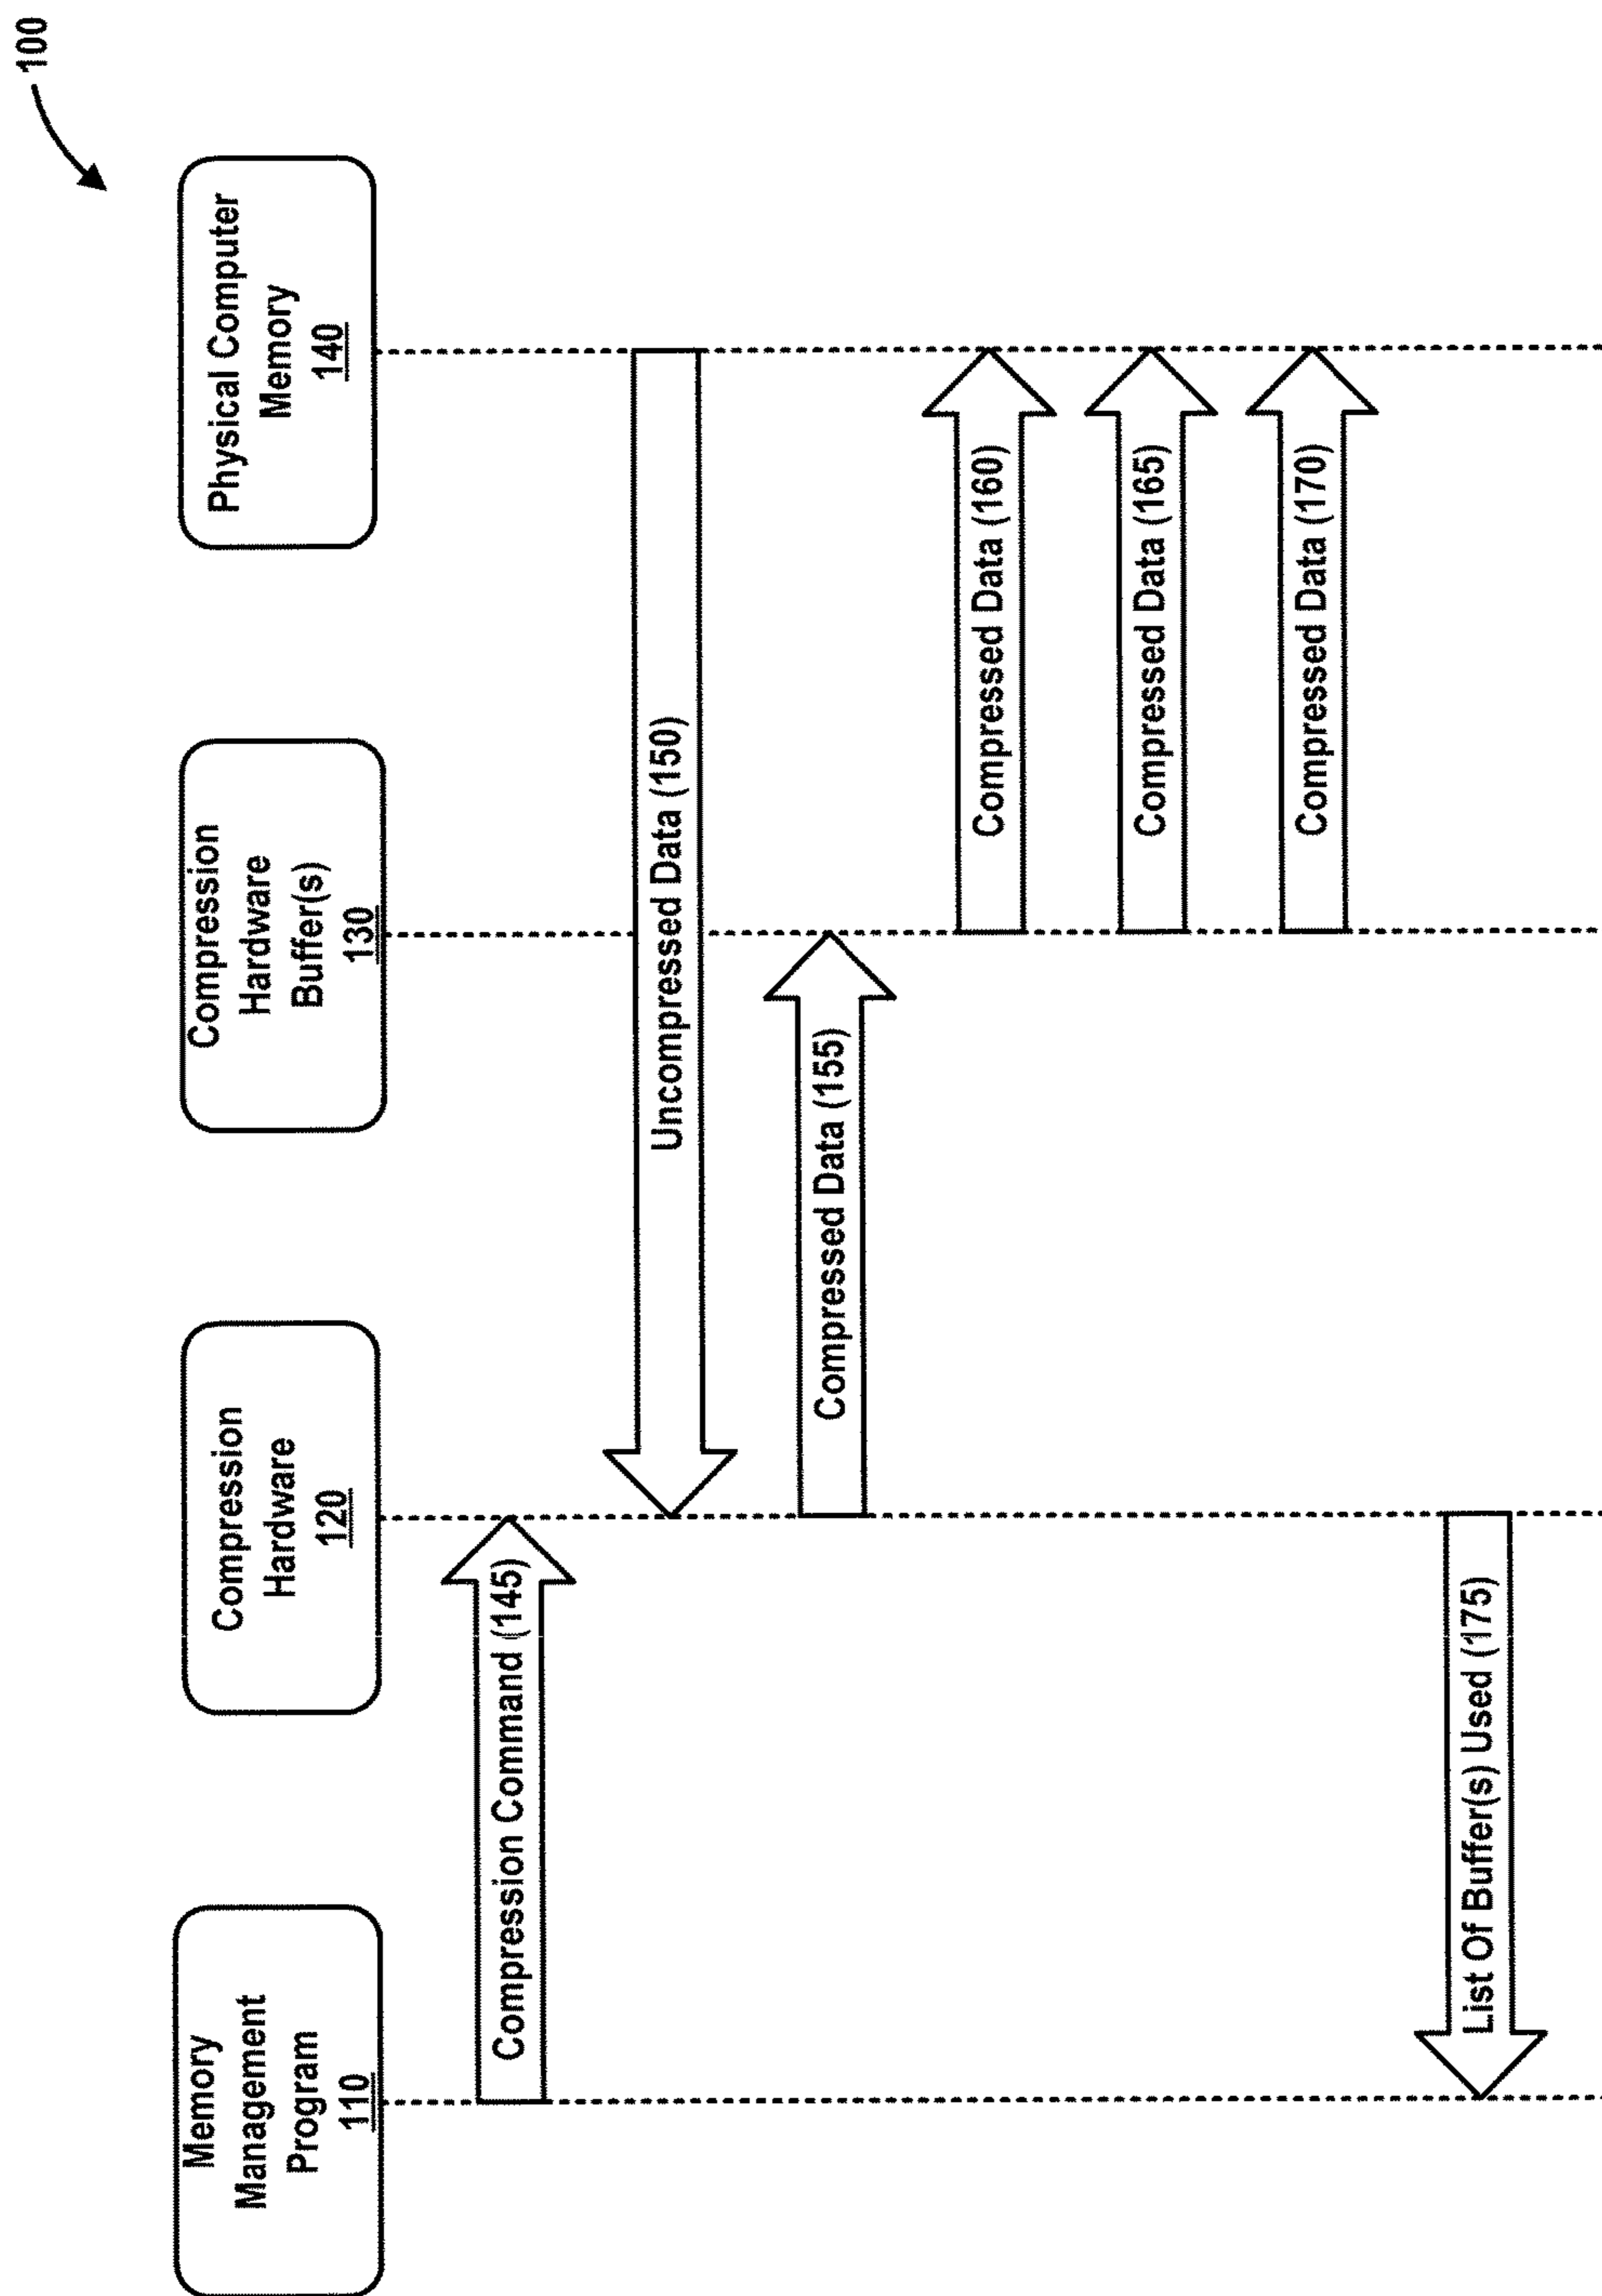 100
Memory
Management
Program
110
Compression
Hardware
120
Compression
Hardware
Buffer(s)
130
Physical Computer
Memory
140
Compression Command (145)
Uncompressed Data (150)
Compressed Data (155)
Compressed Data (160)
Compressed Data (165)
Compressed Data (170)
List Of Buffer(s) Used (175)